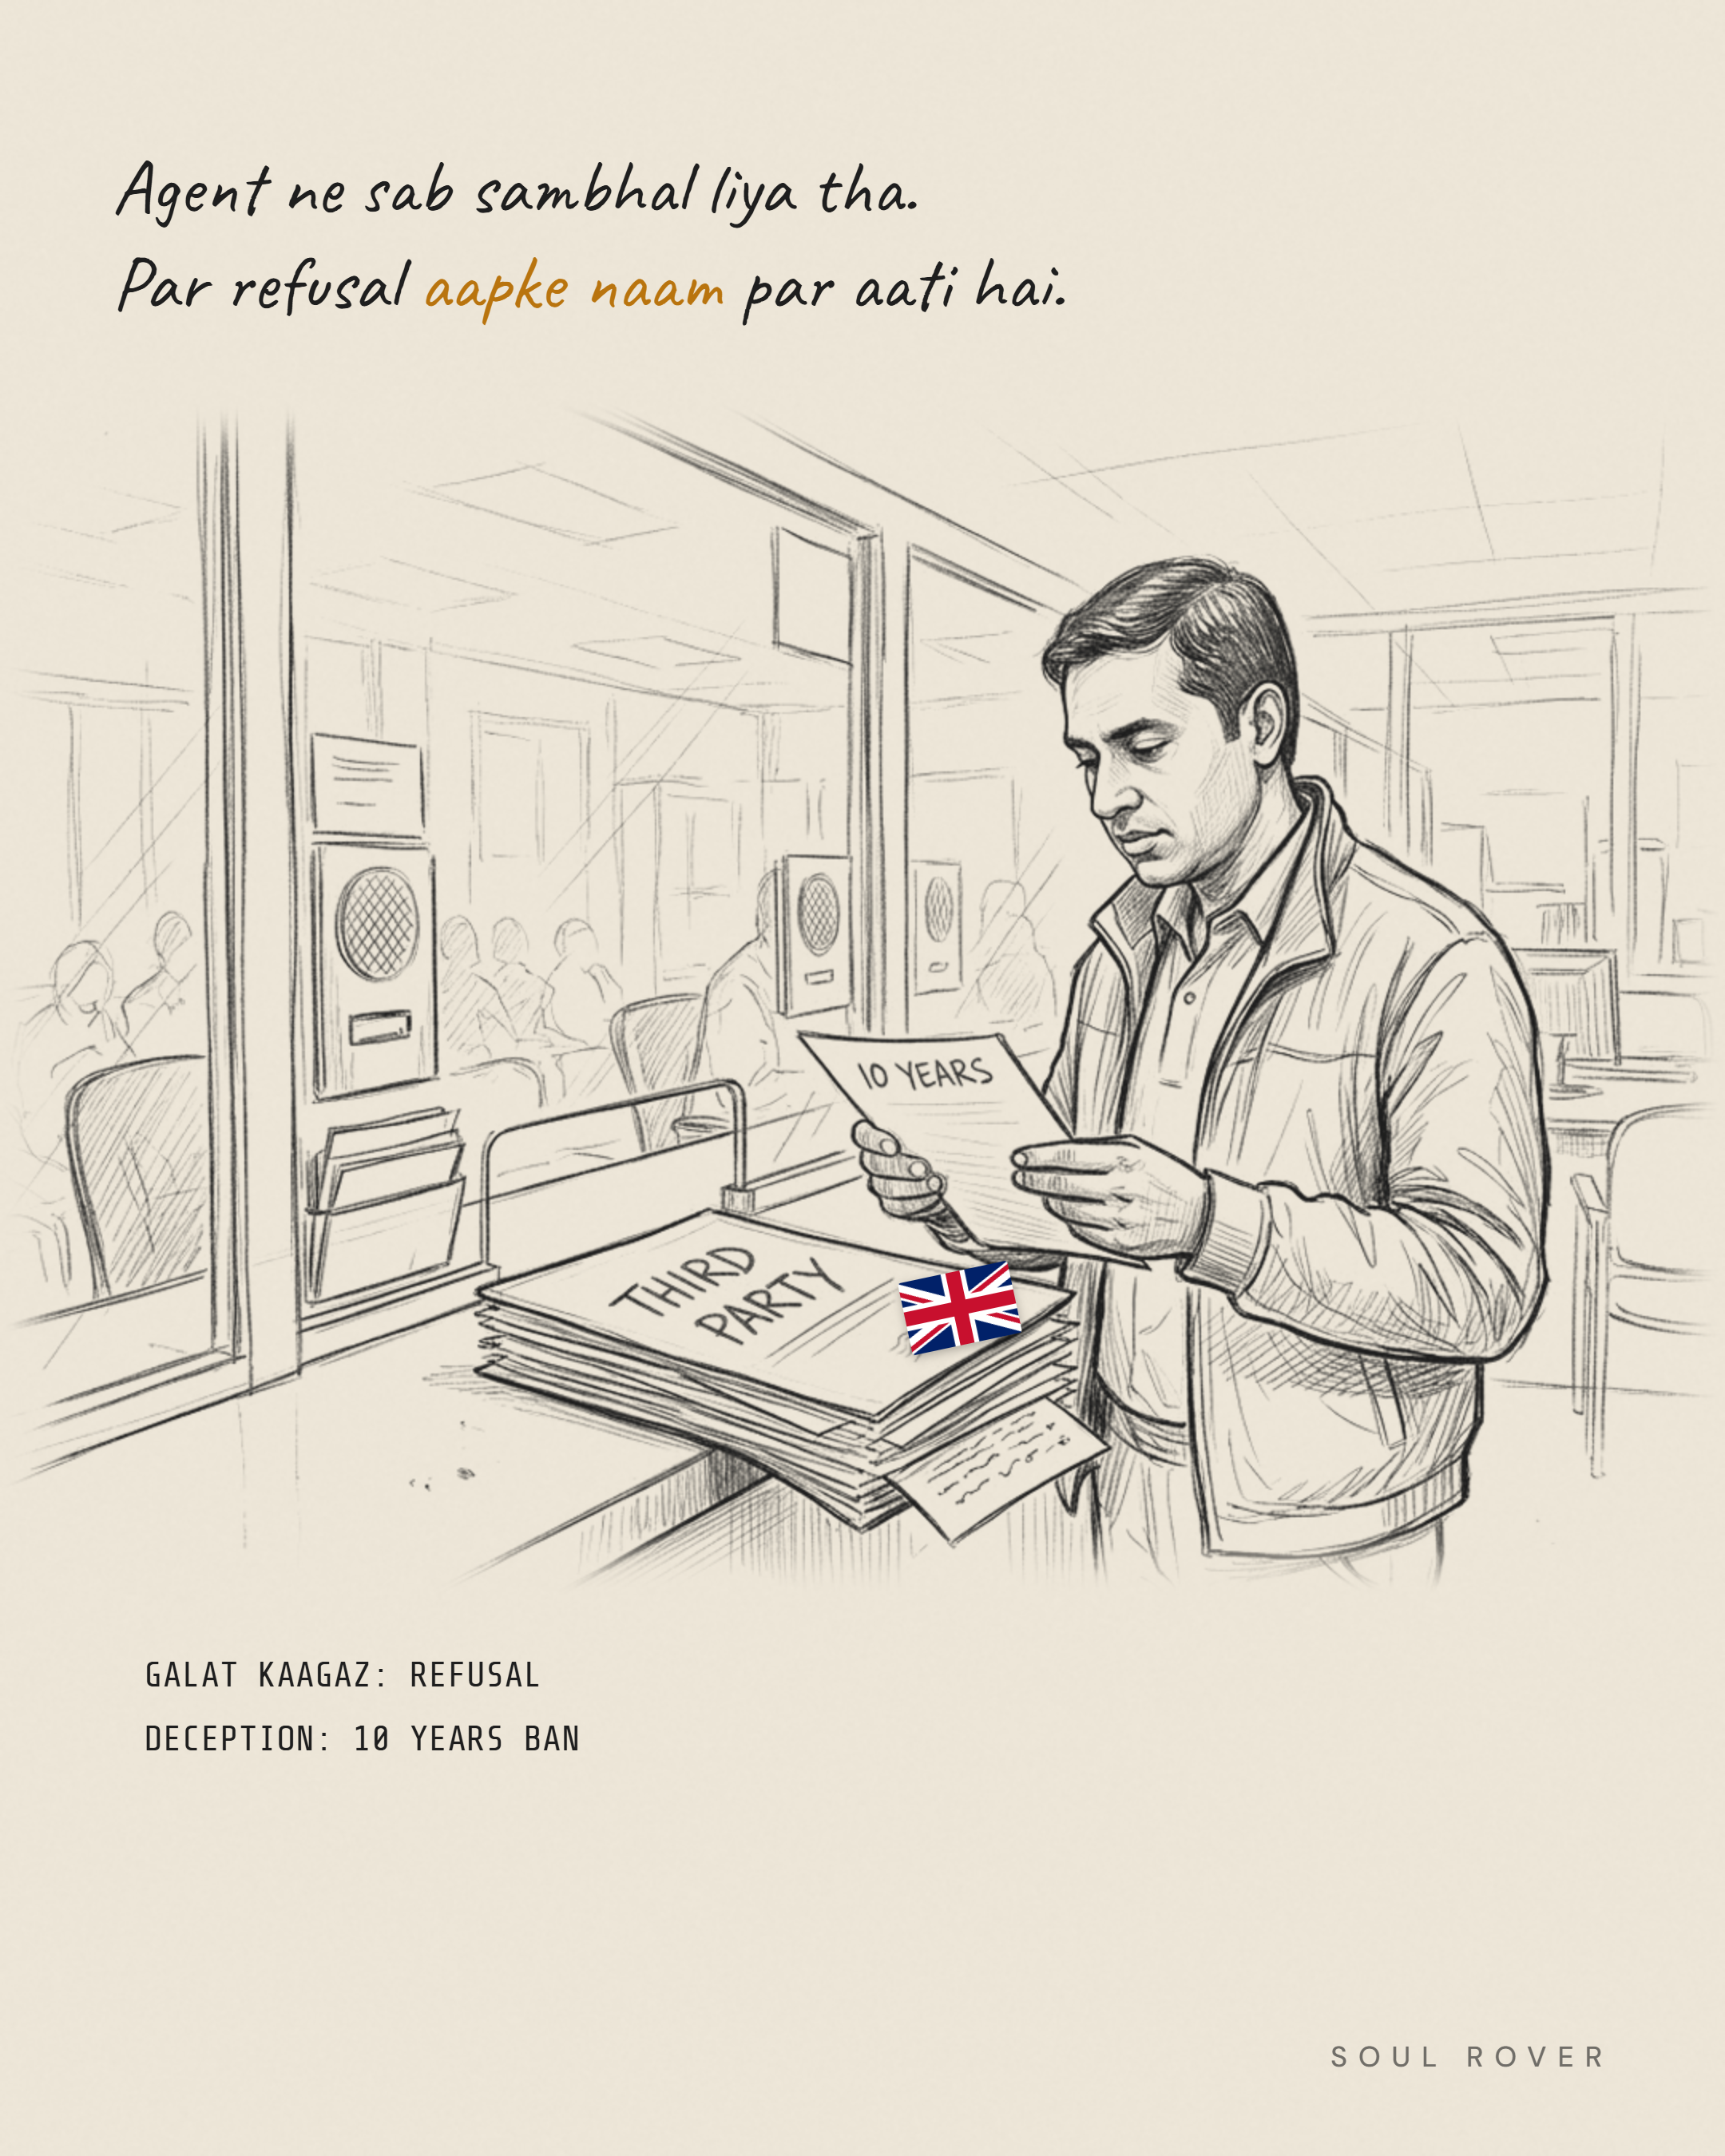 Agent ne sab sambhal liya tha.
Par refusal aapke naam par aati hai.
10 YEARS
THIRD
PARTY
GALAT KAAGAZ: REFUSAL
DECEPTION: 10 YEARS BAN
SOUL ROVER